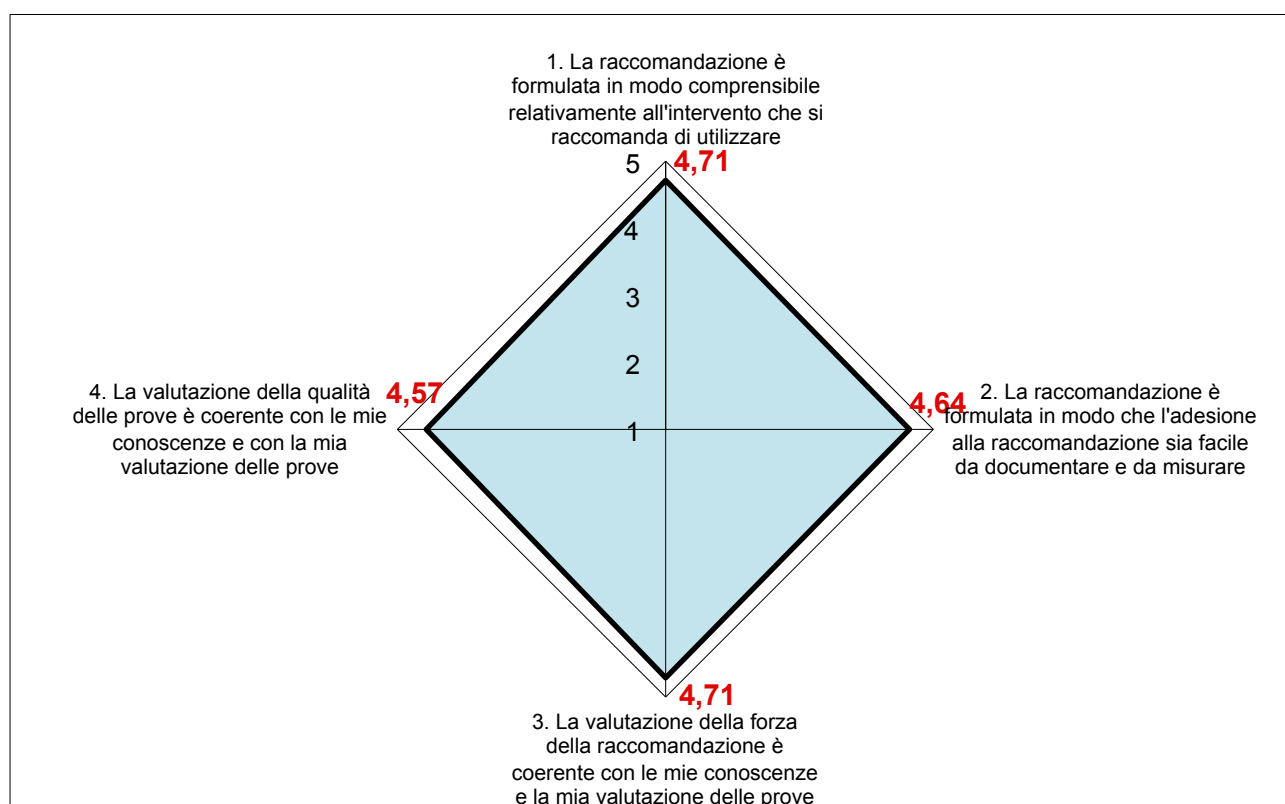 1. La raccomandazione è
formulata in modo comprensibile
relativamente all'intervento che si
raccomanda di utilizzare
5
4,71
4
3
2
1
4. La valutazione della qualità
delle prove è coerente con le mie
conoscenze e con la mia
valutazione delle prove
4,57
4,64
2. La raccomandazione è
formulata in modo che l'adesione
alla raccomandazione sia facile
da documentare e da misurare
4,71
3. La valutazione della forza
della raccomandazione è
coerente con le mie conoscenze
e la mia valutazione delle prove